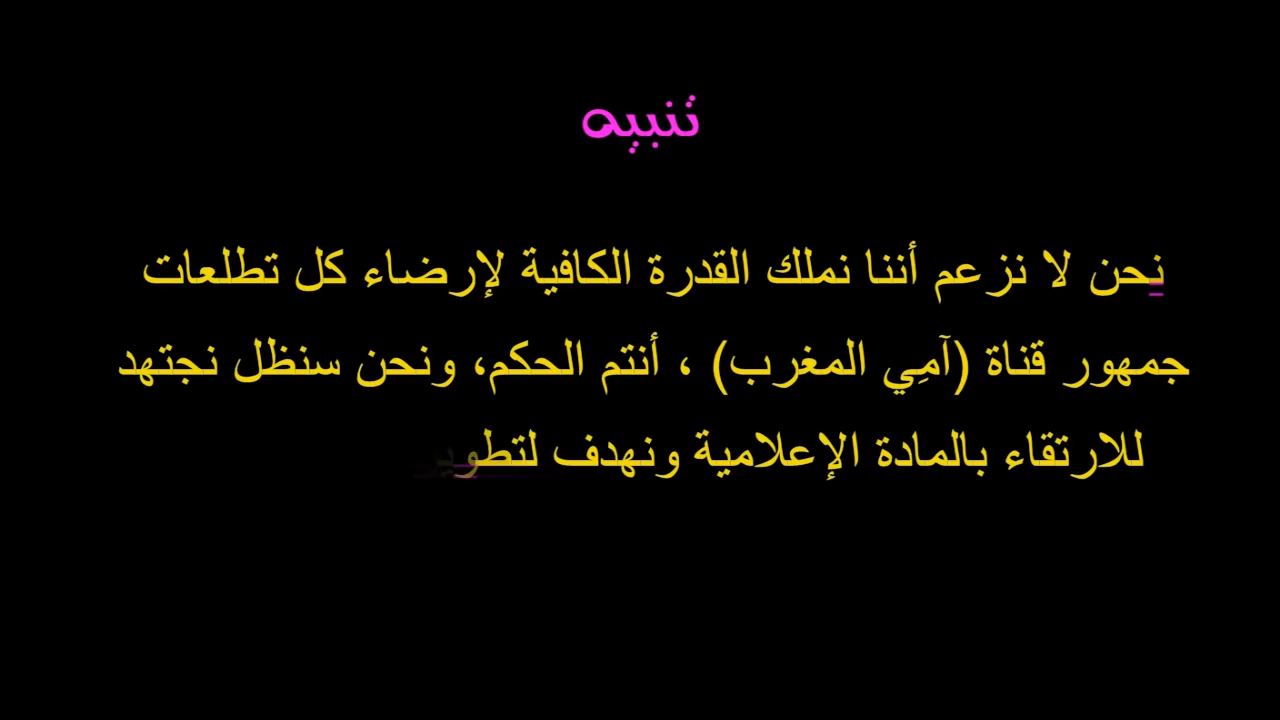 تنبيه
نحن لا نزعم أننا نملك القدرة الكافية لإرضاء كل تطلعات
جمهور قناة (آمِي المغرب) ، أنتم الحكم، ونحن سنظل نجتهد
للارتقاء بالمادة الإعلامية ونهدف لتطوير